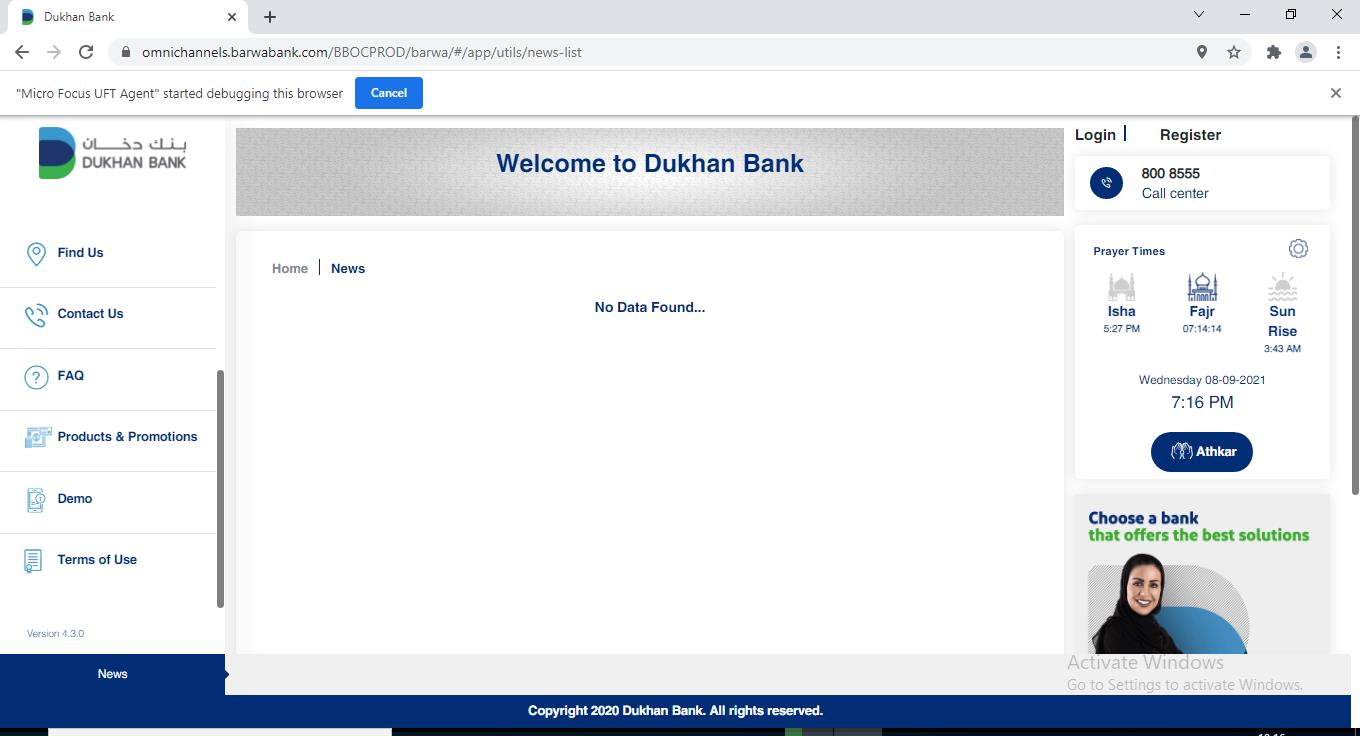 Dukhan Bank
omnichannels.barwabank.com/BBOCPROD/barwa/#/app/utils/news-list
"Micro Focus UFT Agent" started debugging this browser
Cancel
بنك دخان
DUKHAN BANK
Find Us
Contact Us
FAQ
Products & Promotions
Demo
Terms of Use
Version 4.3.0
News
Welcome to Dukhan Bank
Home
News
No Data Found...
Login
Register
800 8555
Call center
Prayer Times
Isha
5:27 PM
Fajr
07:14:14
Sun
Rise
3:43 AM
Wednesday 08-09-2021
7:16 PM
Athkar
Choose a bank
that offers the best solutions
Activate Windows
Go to Settings to activate Windows.
Copyright 2020 Dukhan Bank. All rights reserved.